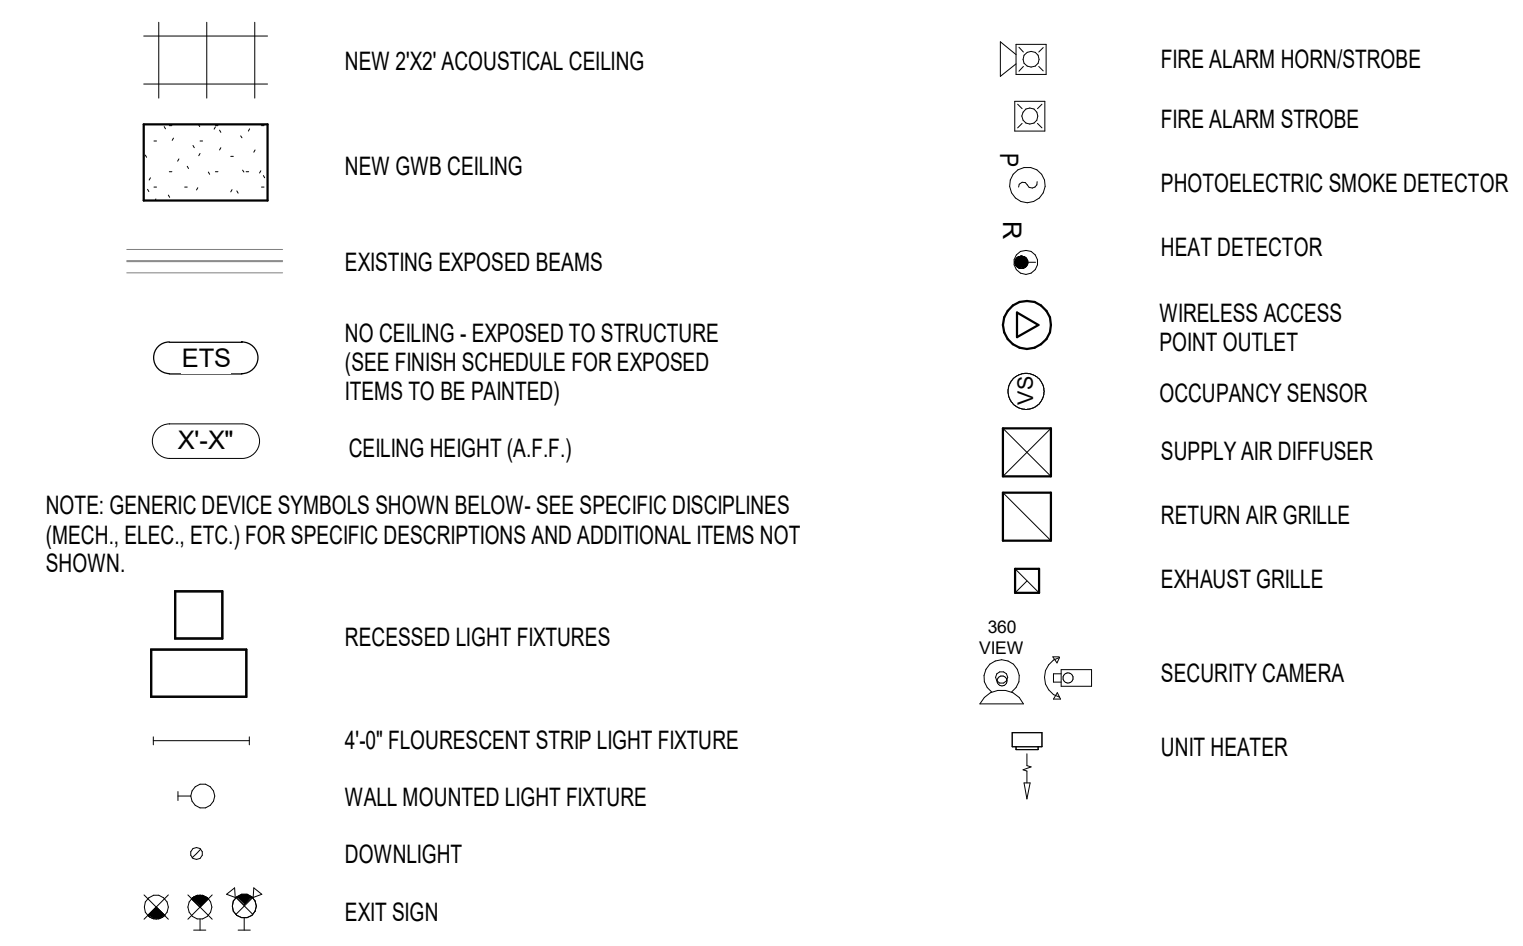 NEW 2'X2' ACOUSTICAL CEILING
NEW GWB CEILING
EXISTING EXPOSED BEAMS
ETS
NO CEILING - EXPOSED TO STRUCTURE
(SEE FINISH SCHEDULE FOR EXPOSED
ITEMS TO BE PAINTED)
X'-X"
CEILING HEIGHT (A.F.F.)
NOTE: GENERIC DEVICE SYMBOLS SHOWN BELOW- SEE SPECIFIC DISCIPLINES
(MECH., ELEC., ETC.) FOR SPECIFIC DESCRIPTIONS AND ADDITIONAL ITEMS NOT
SHOWN.
RECESSED LIGHT FIXTURES
4'-0" FLOURESCENT STRIP LIGHT FIXTURE
WALL MOUNTED LIGHT FIXTURE
DOWNLIGHT
EXIT SIGN
FIRE ALARM HORN/STROBE
FIRE ALARM STROBE
P
PHOTOELECTRIC SMOKE DETECTOR
R
HEAT DETECTOR
WIRELESS ACCESS
POINT OUTLET
VS
OCCUPANCY SENSOR
SUPPLY AIR DIFFUSER
RETURN AIR GRILLE
EXHAUST GRILLE
360
VIEW
SECURITY CAMERA
UNIT HEATER